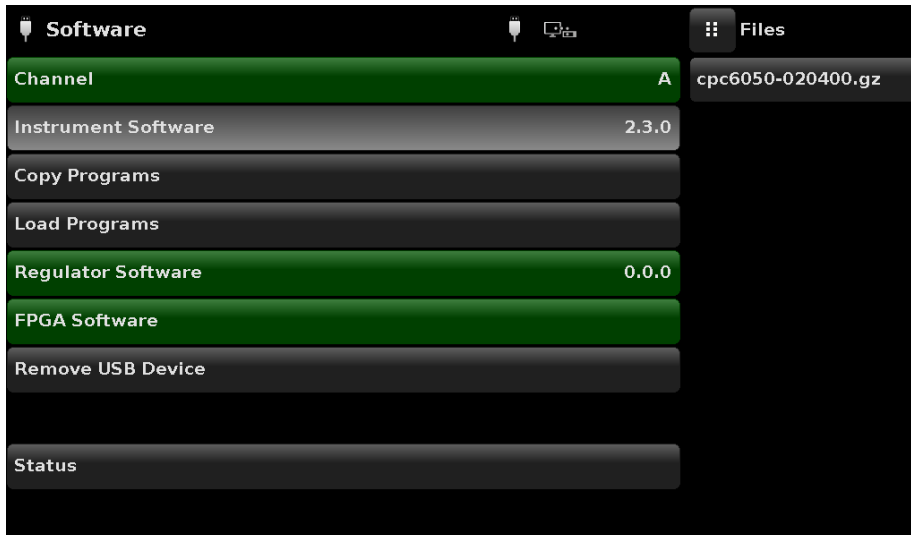 Software
Files
Channel A
cpc6050-020400.gz
Instrument Software 2.3.0
Copy Programs
Load Programs
Regulator Software 0.0.0
FPGA Software
Remove USB Device
Status